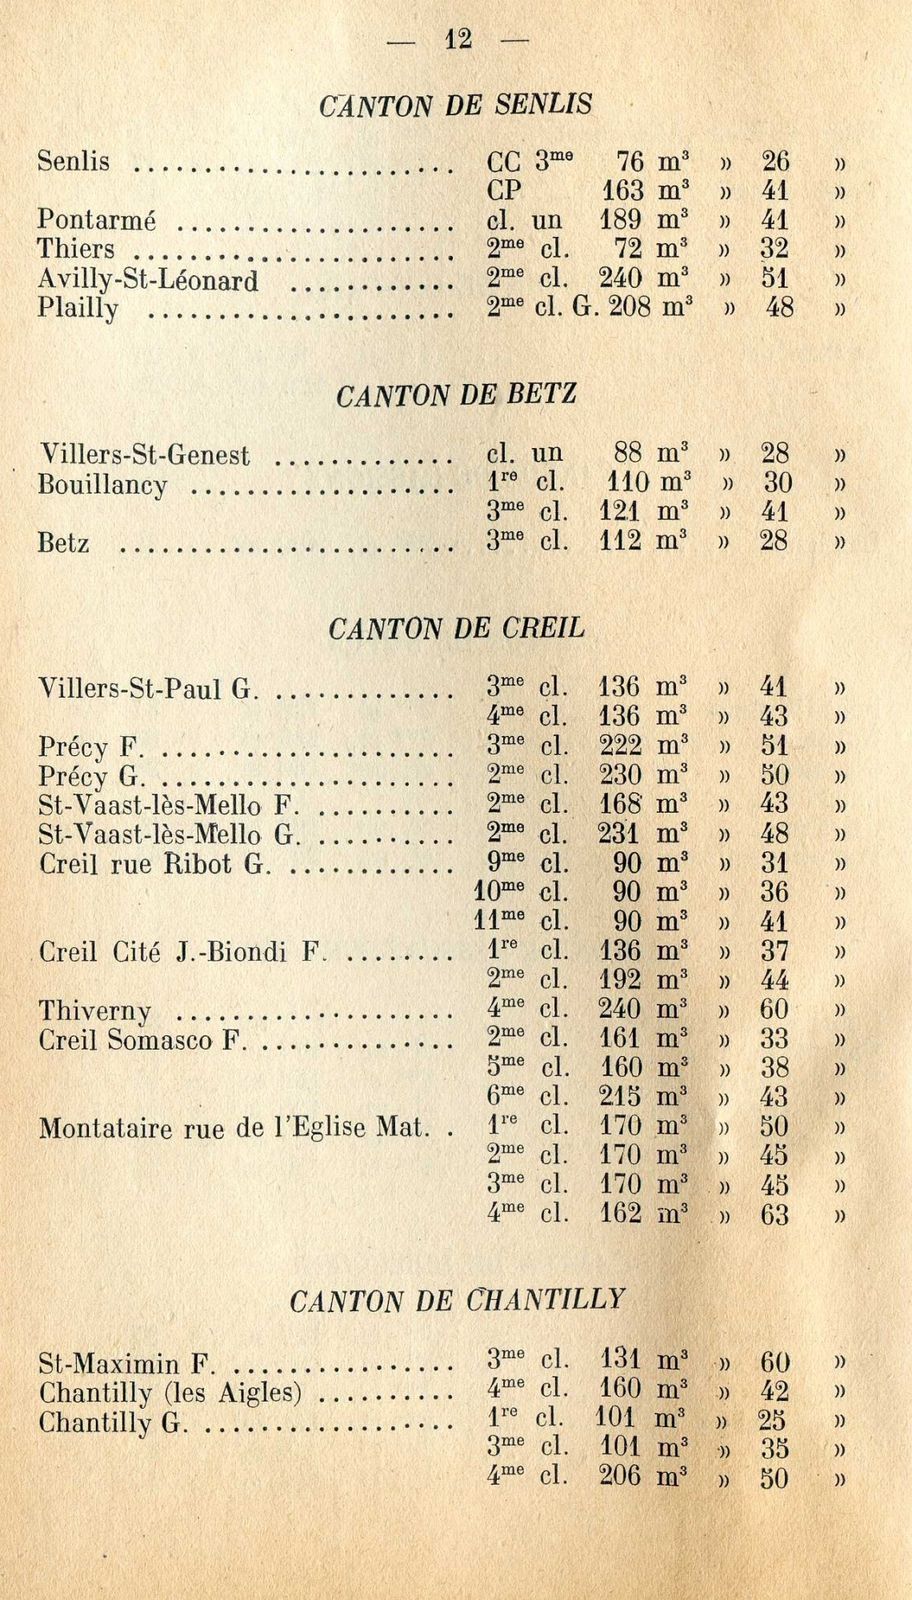 — 12 —
CANTON DE SENLIS
Senlis ........................ CC 3me 76 m³ » 26 »
CP 163 m³ » 41 »
Pontarmé .................... cl. un 189 m³ » 41 »
Thiers ....................... 2me cl. 72 m³ » 32 »
Avilly-St-Léonard ............ 2me cl. 240 m³ » 51 »
Plailly ...................... 2me cl. G. 208 m³ » 48 »
CANTON DE BETZ
Villers-St-Genest ............. cl. un 88 m³ » 28 »
Bouillancy ................... 1re cl. 110 m³ » 30 »
3me cl. 121 m³ » 41 »
Betz ........................ 3me cl. 112 m³ » 28 »
CANTON DE CREIL
Villers-St-Paul G. ............. 3me cl. 136 m³ » 41 »
4me cl. 136 m³ » 43 »
Précy F. ..................... 3me cl. 222 m³ » 51 »
Précy G. ..................... 2me cl. 230 m³ » 50 »
St-Vaast-lès-Mello F. ........... 2me cl. 168 m³ » 43 »
St-Vaast-lès-Mello G. ........... 2me cl. 231 m³ » 48 »
Creil rue Ribot G. ............ 9me cl. 90 m³ » 31 »
10me cl. 90 m³ » 36 »
11me cl. 90 m³ » 41 »
Creil Cité J.-Biondi F. ........ 1re cl. 136 m³ » 37 »
2me cl. 192 m³ » 44 »
Thiverny .................... 4me cl. 240 m³ » 60 »
Creil Somasco F. .............. 2me cl. 161 m³ » 33 »
5me cl. 160 m³ » 38 »
6me cl. 215 m³ » 43 »
Montataire rue de l'Eglise Mat. . 1re cl. 170 m³ » 50 »
2me cl. 170 m³ » 45 »
3me cl. 170 m³ » 45 »
4me cl. 162 m³ » 63 »
CANTON DE CHANTILLY
St-Maximin F. ................ 3me cl. 131 m³ » 60 »
Chantilly (les Aigles) .......... 4me cl. 160 m³ » 42 »
Chantilly G. .................. 1re cl. 101 m³ » 25 »
3me cl. 101 m³ » 35 »
4me cl. 206 m³ » 50 »